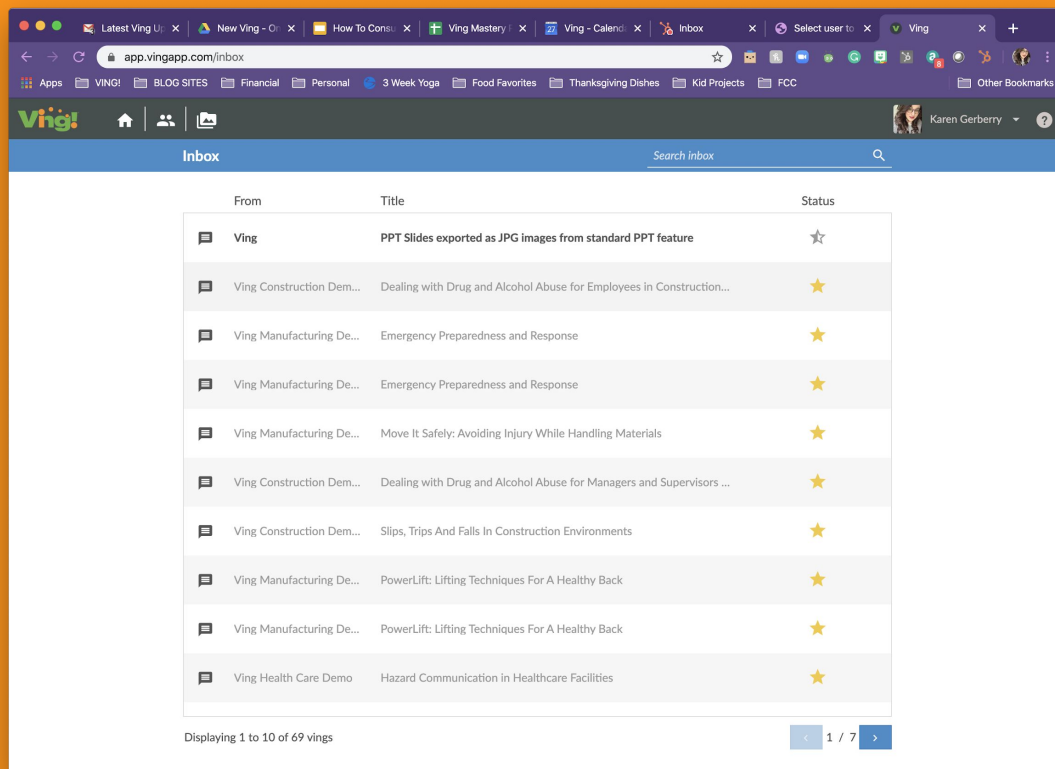 Latest Ving Up
New Ving - On
How To Consu
Ving Mastery
27 Ving - Calend
Inbox
Select user to
Ving
app.vingapp.com/inbox
Apps VING! BLOG SITES Financial Personal 3 Week Yoga Food Favorites Thanksgiving Dishes Kid Projects FCC Other Bookmarks
Ving! Karen Gerberry ?
Inbox Search inbox
From Title Status
Ving PPT Slides exported as JPG images from standard PPT feature
Ving Construction Dem... Dealing with Drug and Alcohol Abuse for Employees in Construction...
Ving Manufacturing De... Emergency Preparedness and Response
Ving Manufacturing De... Emergency Preparedness and Response
Ving Manufacturing De... Move It Safely: Avoiding Injury While Handling Materials
Ving Construction Dem... Dealing with Drug and Alcohol Abuse for Managers and Supervisors ...
Ving Construction Dem... Slips, Trips And Falls In Construction Environments
Ving Manufacturing De... PowerLift: Lifting Techniques For A Healthy Back
Ving Manufacturing De... PowerLift: Lifting Techniques For A Healthy Back
Ving Health Care Demo Hazard Communication in Healthcare Facilities
Displaying 1 to 10 of 69 vings < 1 / 7 >